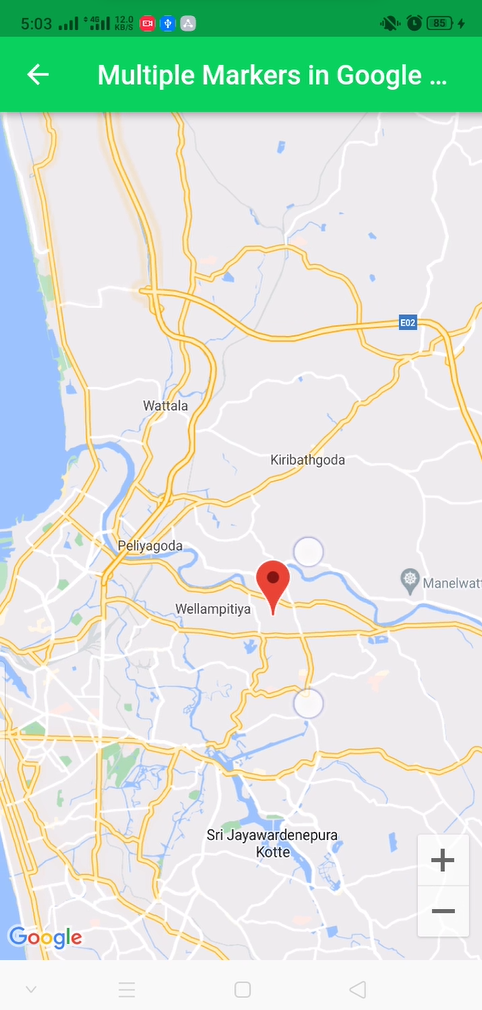 5:03 4G 12.0 KB/S 85
Multiple Markers in Google ...
E02
Wattala
Kiribathgoda
Peliyagoda
Manelwatt
Wellampitiya
Sri Jayawardenepura
Kotte
+
−
Google